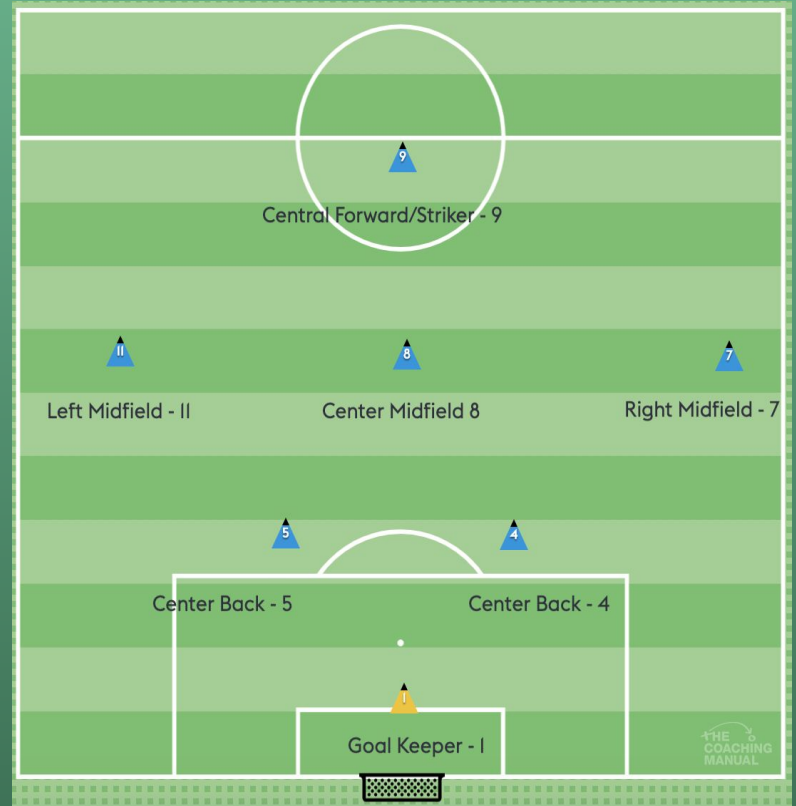 9
Central Forward/Striker - 9
11
8
7
Left Midfield - 11
Center Midfield 8
Right Midfield - 7
5
4
Center Back - 5
Center Back - 4
1
Goal Keeper - 1
THE
COACHING
MANUAL